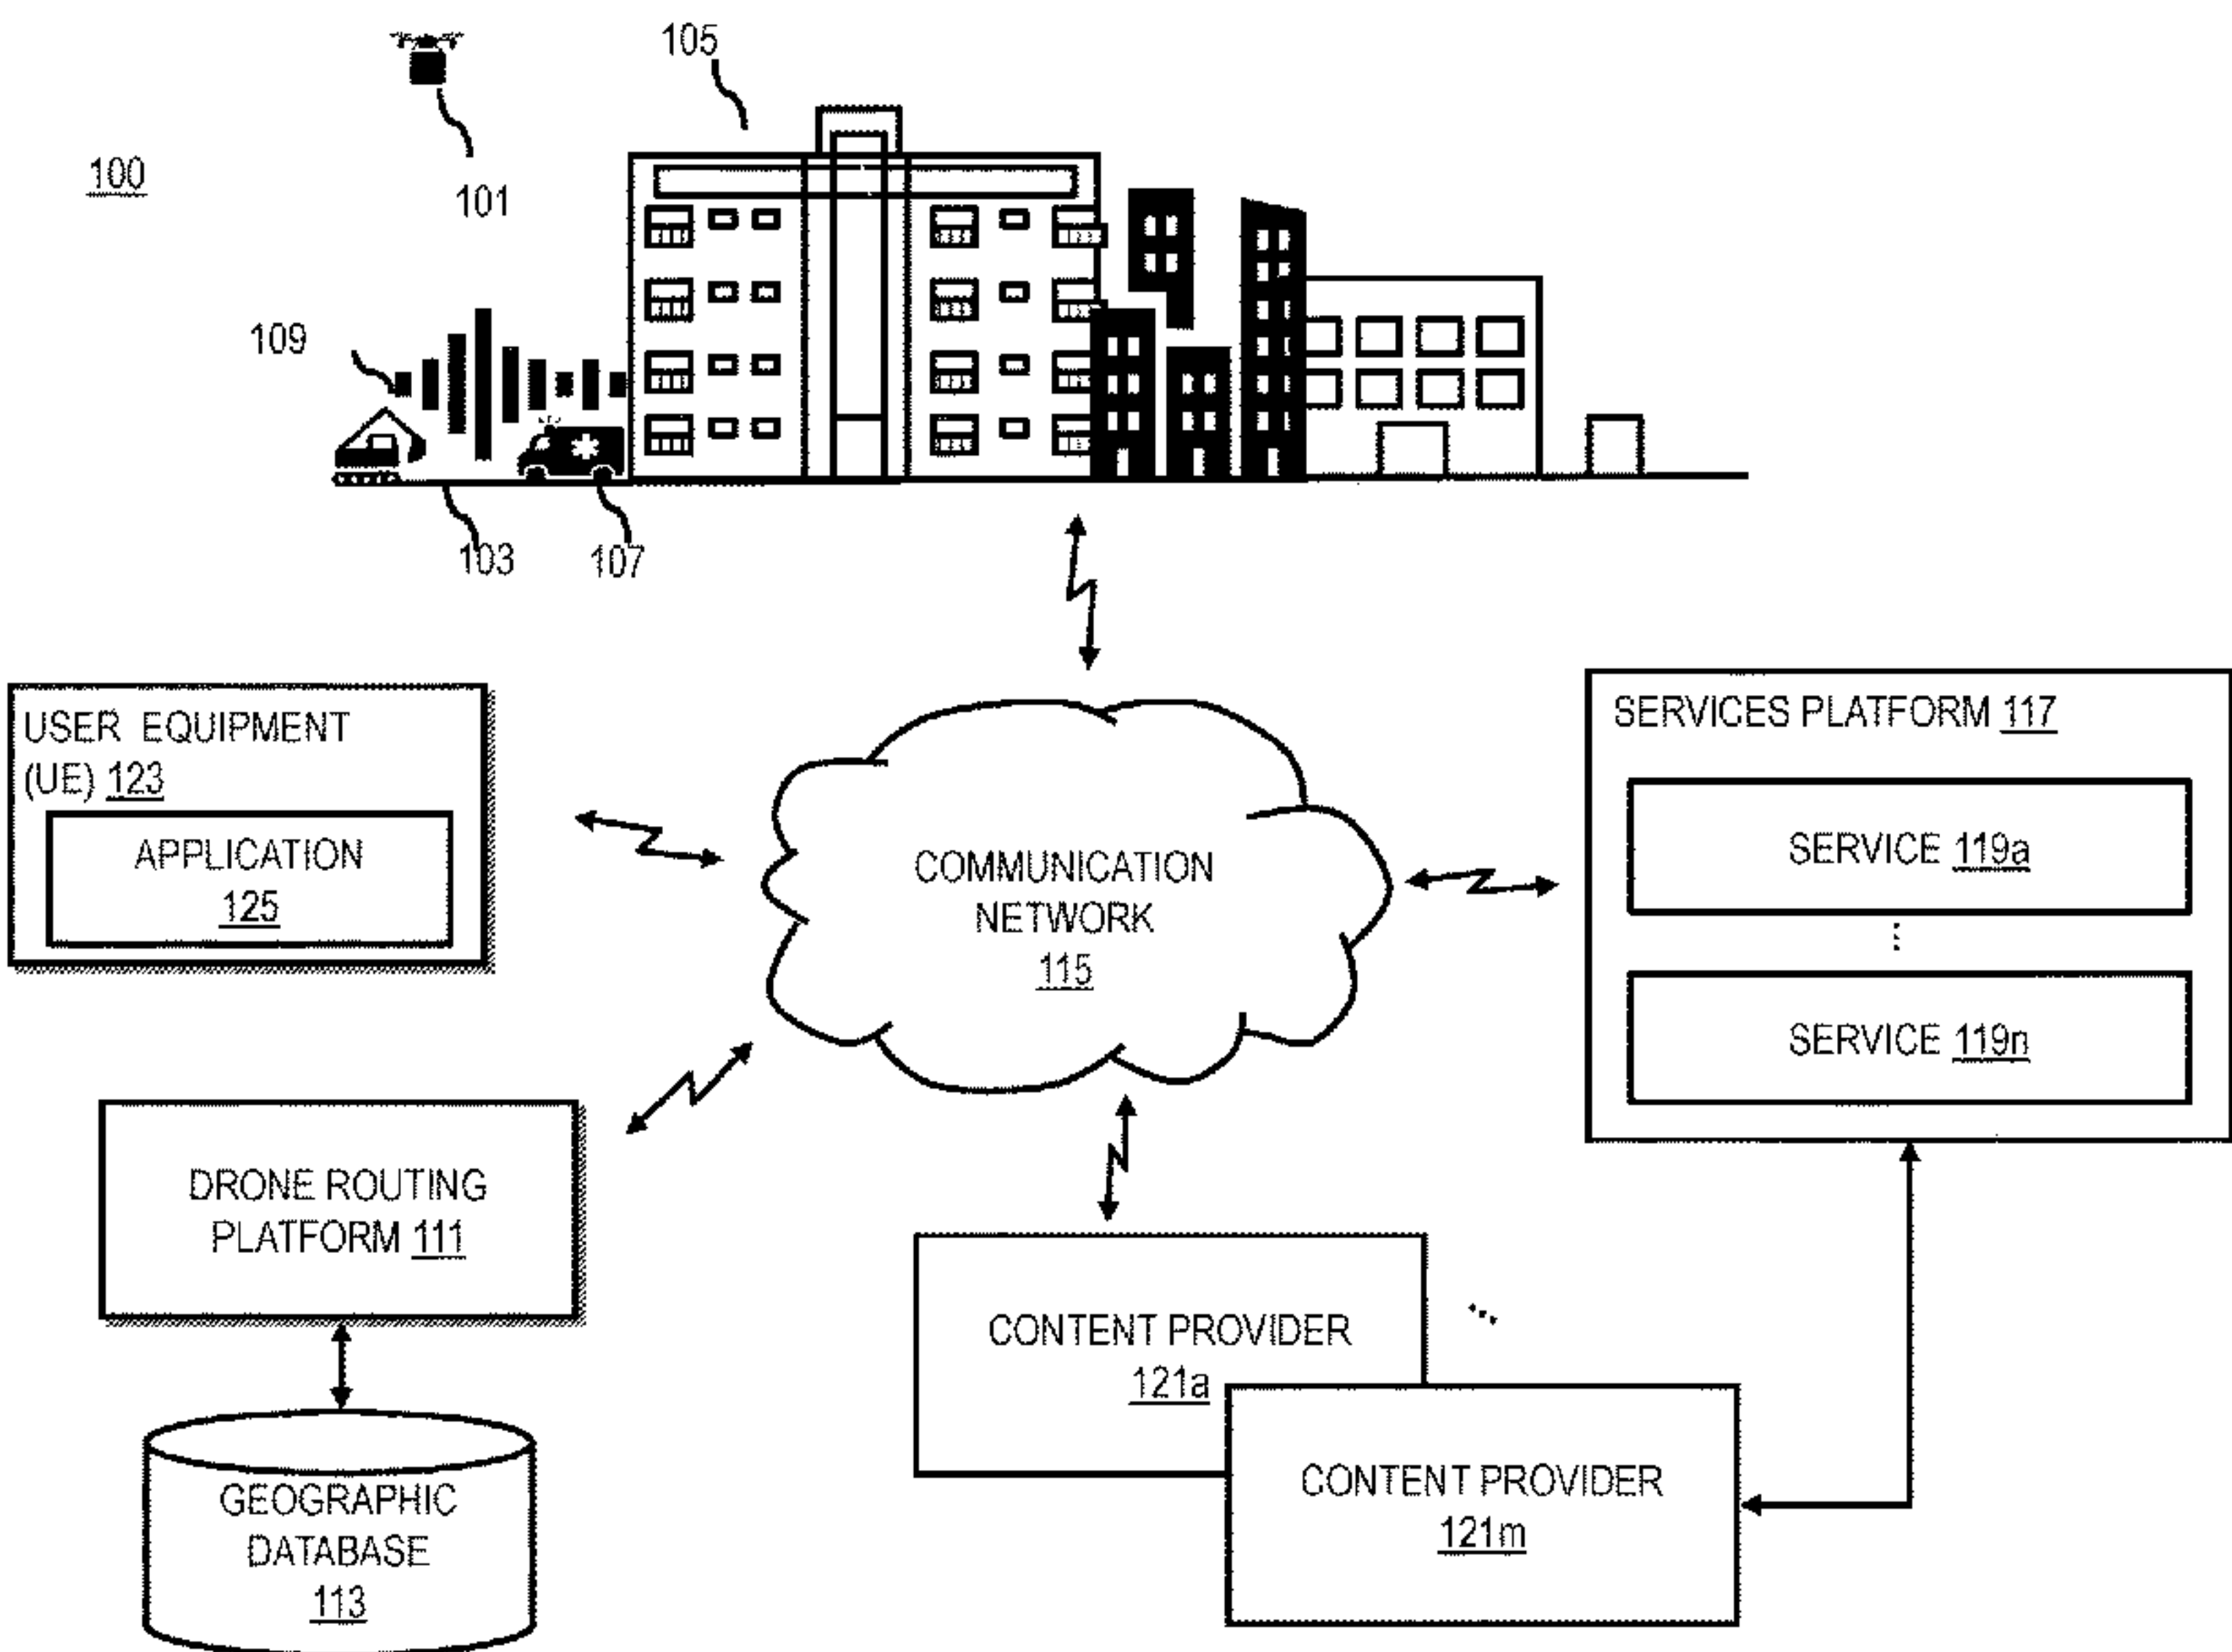 105
100
101
109
103
107
USER EQUIPMENT
(UE) 123
APPLICATION
125
COMMUNICATION
NETWORK
115
SERVICES PLATFORM 117
SERVICE 119a
...
SERVICE 119n
DRONE ROUTING
PLATFORM 111
GEOGRAPHIC
DATABASE
113
CONTENT PROVIDER
121a
...
CONTENT PROVIDER
121m